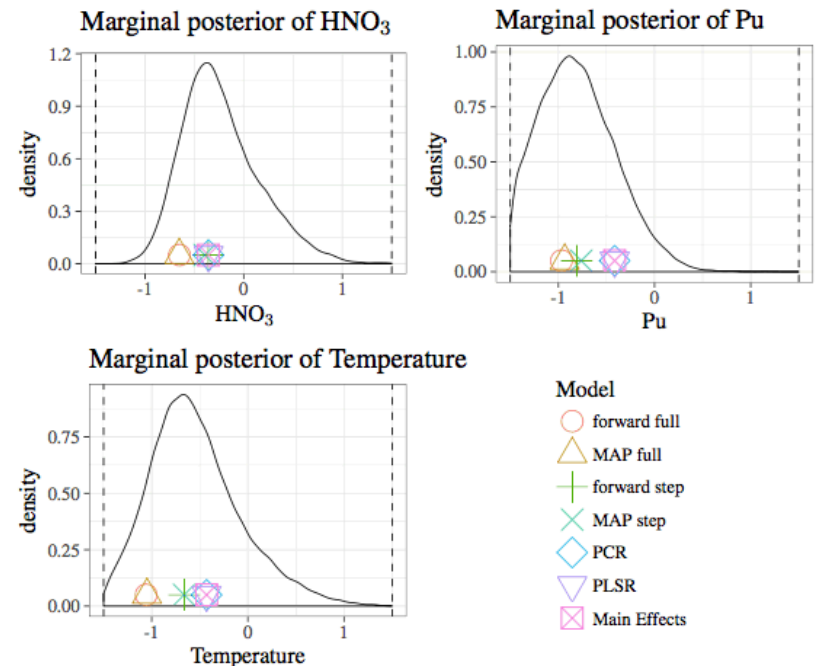 Marginal posterior of HNO₃
1.2
0.9
0.6
0.3
0.0
density
-1
0
1
HNO₃
Marginal posterior of Pu
1.00
0.75
0.50
0.25
0.00
density
-1
0
1
Pu
Marginal posterior of Temperature
0.75
0.50
0.25
0.00
density
-1
0
1
Temperature
Model
forward full
MAP full
forward step
MAP step
PCR
PLSR
Main Effects